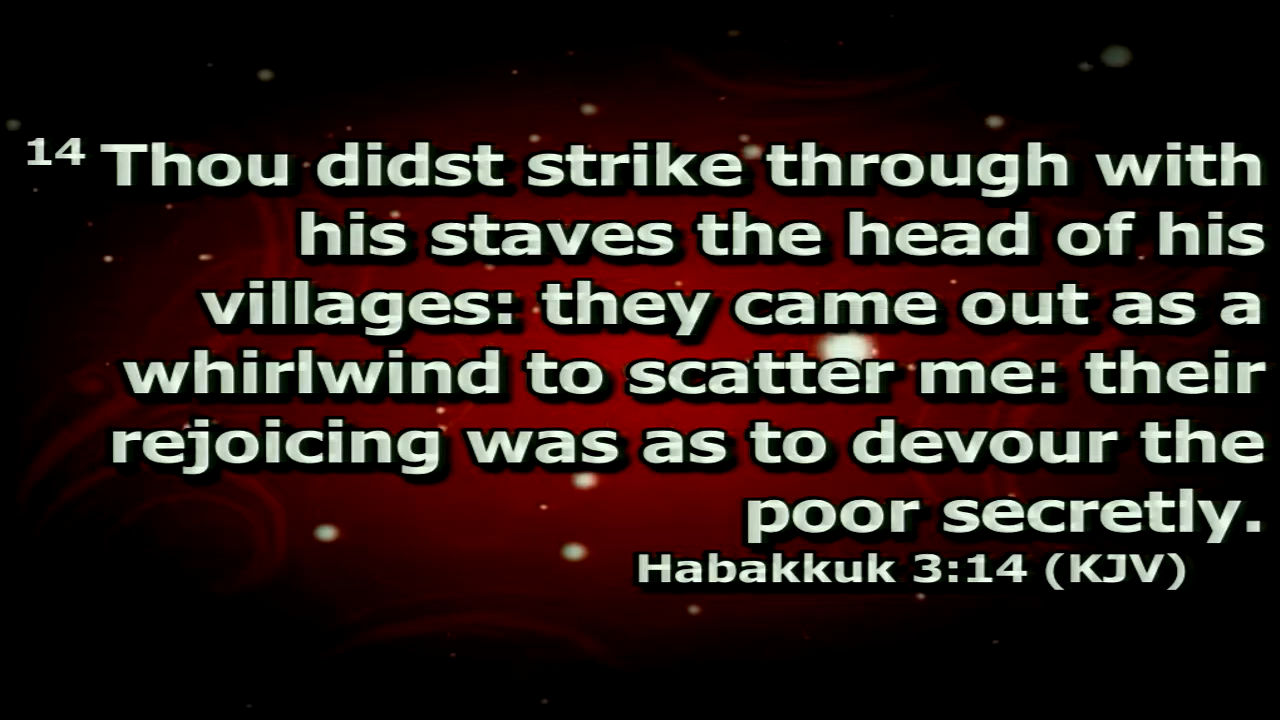 14 Thou didst strike through with
his staves the head of his
villages: they came out as a
whirlwind to scatter me: their
rejoicing was as to devour the
poor secretly.
Habakkuk 3:14 (KJV)